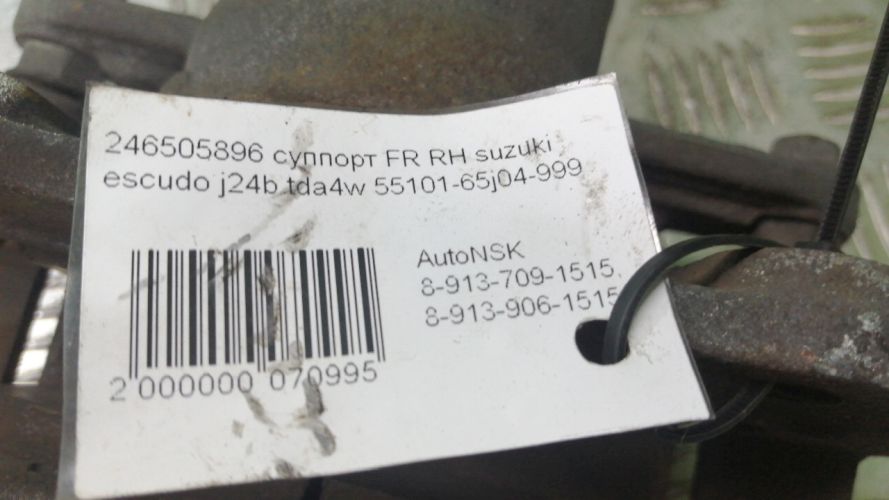 246505896 суппорт FR RH suzuki
escudo j24b tda4w 55101-65j04-999
AutoNSK
8-913-709-1515,
8-913-906-1515
2 000000 070995